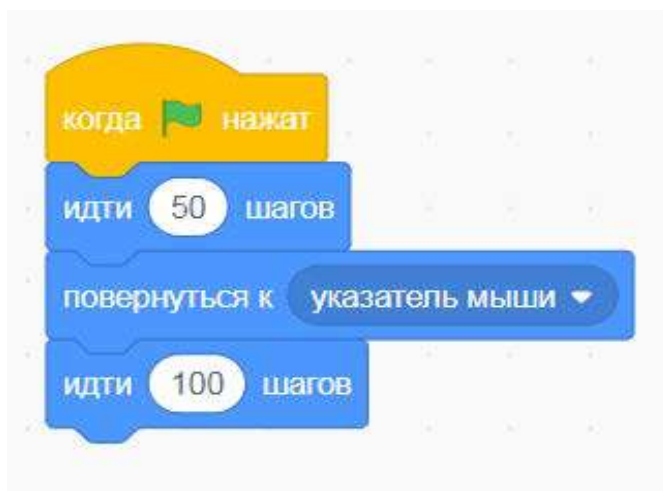 когда нажат
идти 50 шагов
повернуться к указатель мыши
идти 100 шагов